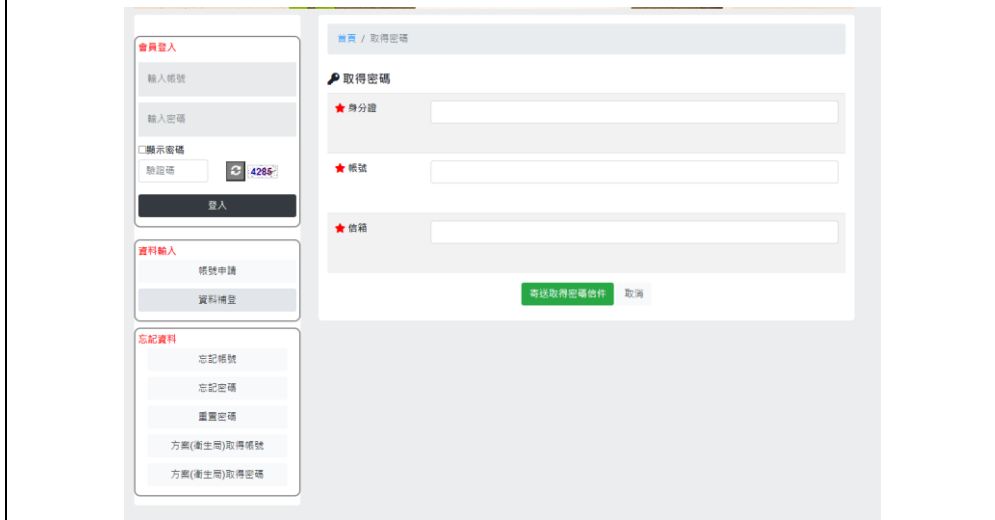 會員登入
輸入帳號
輸入密碼
顯示密碼
驗證碼
4285
登入
資料輸入
帳號申請
資料補登
忘記資料
忘記帳號
忘記密碼
重置密碼
方案(衛生局)取得帳號
方案(衛生局)取得密碼
首頁 / 取得密碼
取得密碼
身分證
帳號
信箱
寄送取得密碼信件 取消